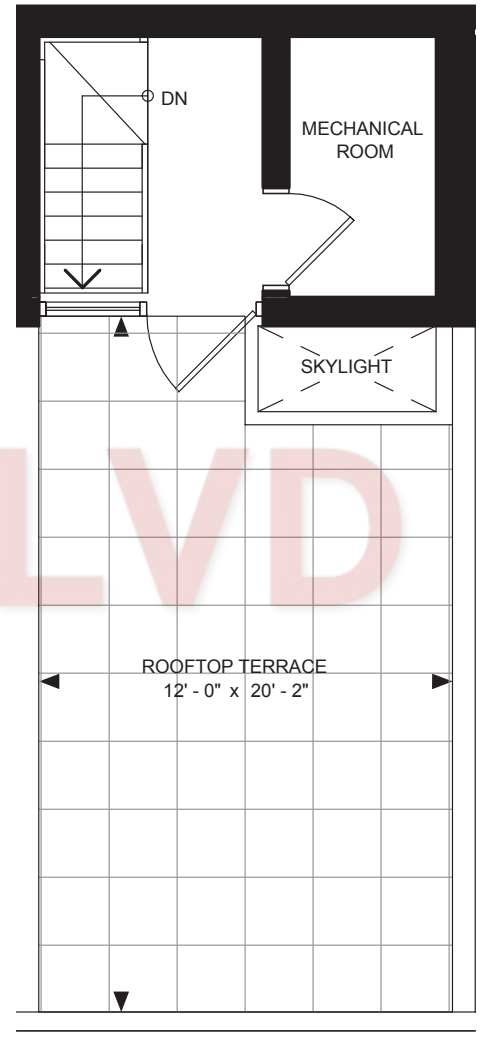 DN
MECHANICAL
ROOM
SKYLIGHT
LVD
ROOFTOP TERRACE
12' - 0" x 20' - 2"